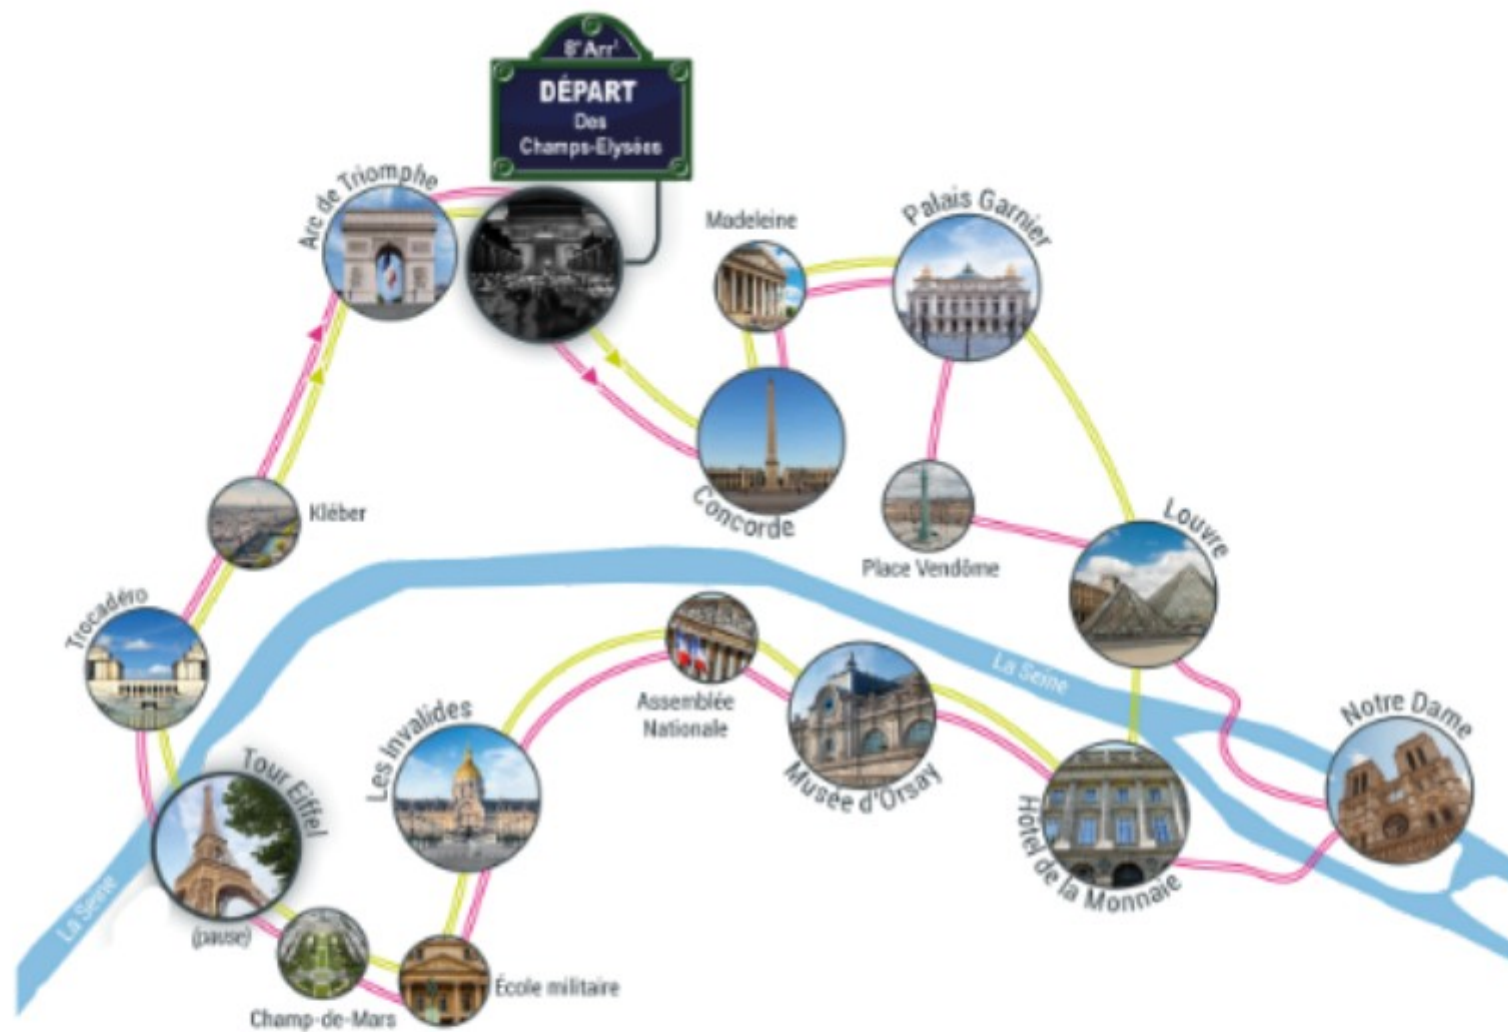 8e Arrt
DÉPART
Des
Champs-Elysées
Arc de Triomphe
Madeleine
Palais Garnier
Concorde
Kléber
Place Vendôme
Louvre
Trocadéro
La Seine
Assemblée
Nationale
Musée d'Orsay
Notre Dame
Les Invalides
Tour Eiffel
(pause)
Hôtel de la Monnaie
La Seine
École militaire
Champ-de-Mars